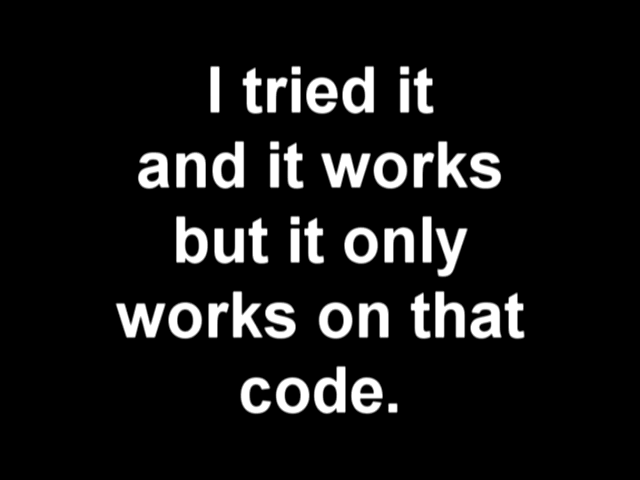 I tried it
and it works
but it only
works on that
code.